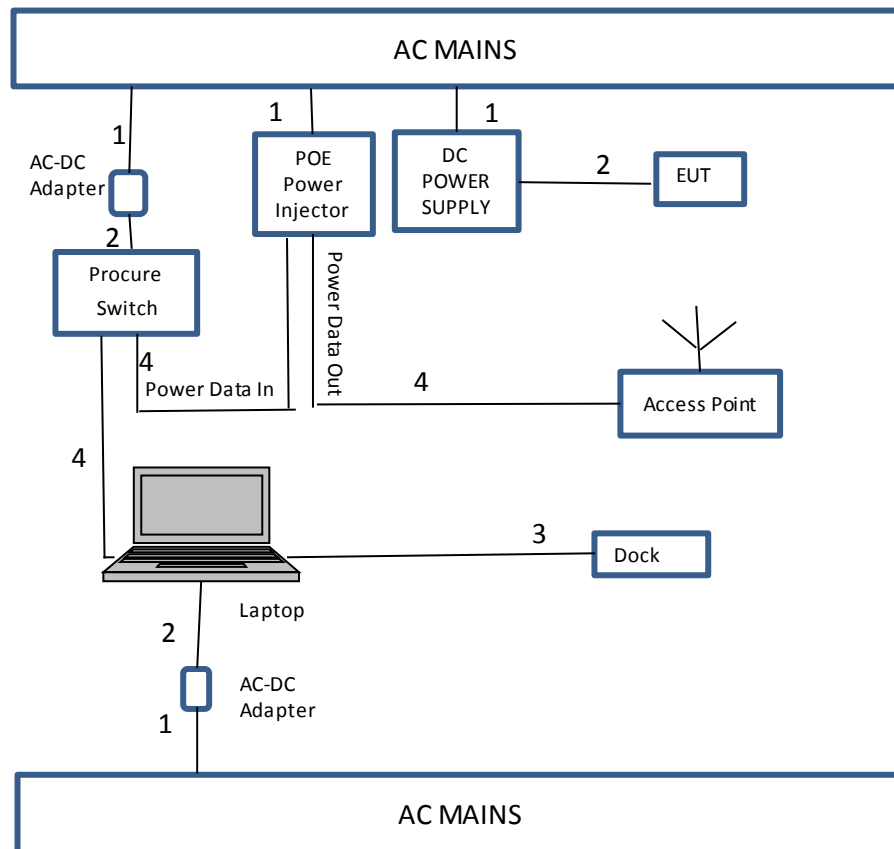 AC MAINS
1
1
1
AC-DC
Adapter
POE
Power
Injector
DC
POWER
SUPPLY
2
EUT
2
Procure
Switch
Power Data Out
4
Power Data In
4
Access Point
4
3
Dock
Laptop
2
AC-DC
Adapter
1
AC MAINS